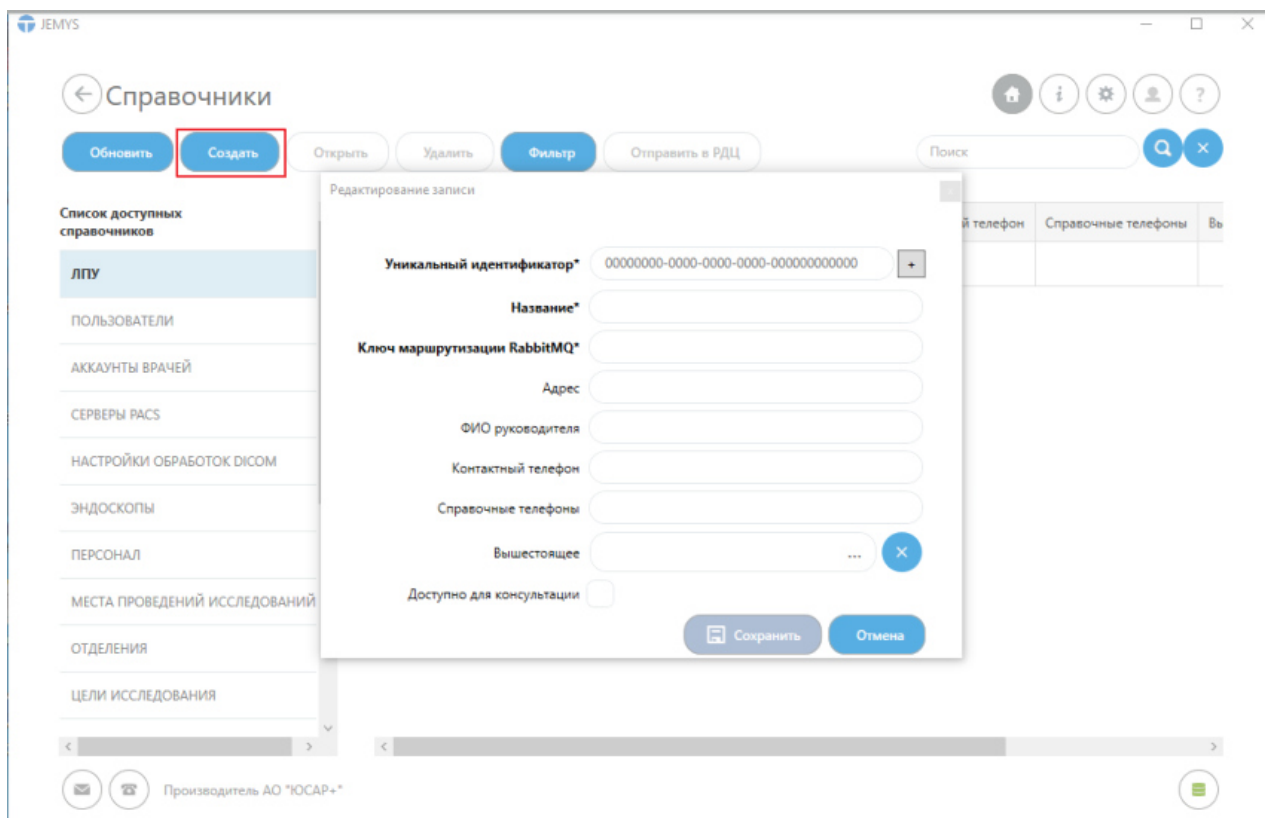 JEMYS
Справочники
Обновить Создать Открыть Удалить Фильтр Отправить в РДЦ Поиск
Редактирование записи
Список доступных
справочников
й телефон Справочные телефоны Вы
ЛПУ
ПОЛЬЗОВАТЕЛИ
АККАУНТЫ ВРАЧЕЙ
СЕРВЕРЫ PACS
НАСТРОЙКИ ОБРАБОТОК DICOM
ЭНДОСКОПЫ
ПЕРСОНАЛ
МЕСТА ПРОВЕДЕНИЙ ИССЛЕДОВАНИЙ
ОТДЕЛЕНИЯ
ЦЕЛИ ИССЛЕДОВАНИЯ
Уникальный идентификатор* 00000000-0000-0000-0000-000000000000 +
Название*
Ключ маршрутизации RabbitMQ*
Адрес
ФИО руководителя
Контактный телефон
Справочные телефоны
Вышестоящее ...
Доступно для консультации
Сохранить Отмена
Производитель АО "ЮСАР+"